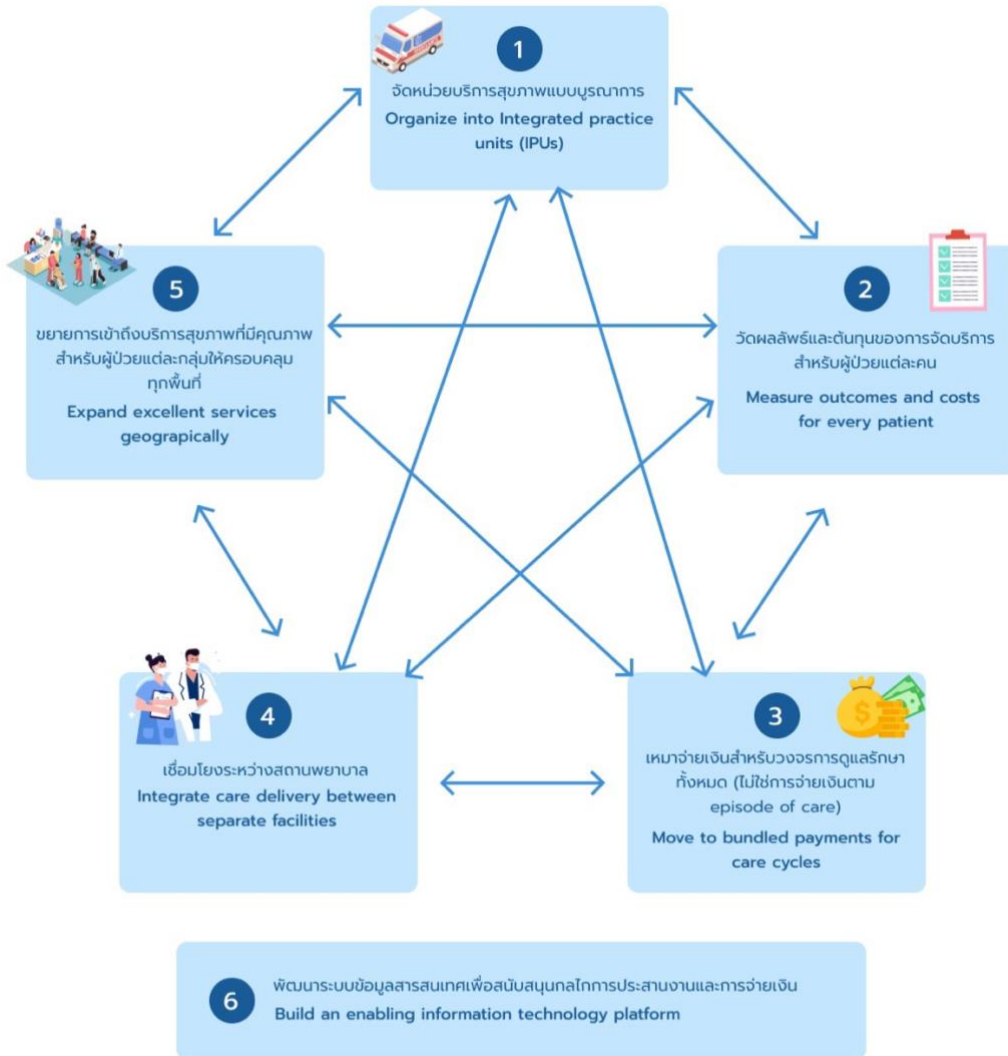 1
จัดหน่วยบริการสุขภาพแบบบูรณาการ
Organize into Integrated practice
units (IPUs)
5
ขยายการเข้าถึงบริการสุขภาพที่มีคุณภาพ
สำหรับผู้ป่วยแต่ละกลุ่มให้ครอบคลุม
ทุกพื้นที่
Expand excellent services
geograpically
2
วัดผลลัพธ์และต้นทุนของการจัดบริการ
สำหรับผู้ป่วยแต่ละคน
Measure outcomes and costs
for every patient
4
เชื่อมโยงระหว่างสถานพยาบาล
Integrate care delivery between
separate facilities
3
เหมาจ่ายเงินสำหรับวงจรการดูแลรักษา
ทั้งหมด (ไม่ใช่การจ่ายเงินตาม
episode of care)
Move to bundled payments for
care cycles
6
พัฒนาระบบข้อมูลสารสนเทศเพื่อสนับสนุนกลไกการประสานงานและการจ่ายเงิน
Build an enabling information technology platform